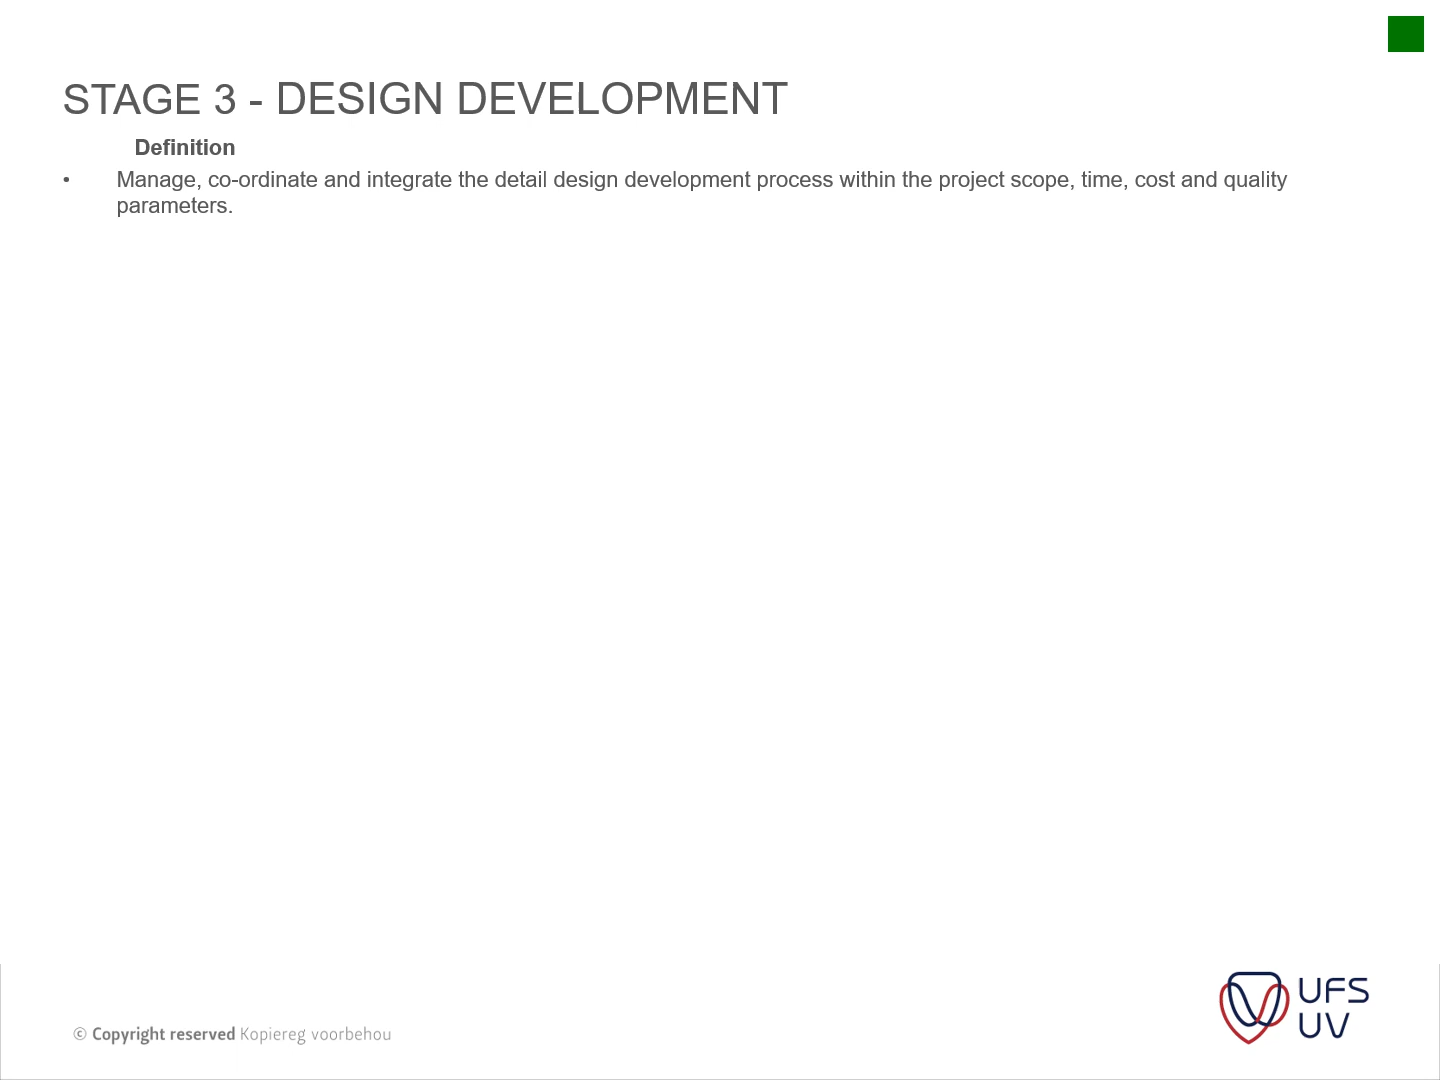 STAGE 3 - DESIGN DEVELOPMENT
Definition
• Manage, co-ordinate and integrate the detail design development process within the project scope, time, cost and quality
parameters.
UFS
UV
© Copyright reserved Kopiereg voorbehou